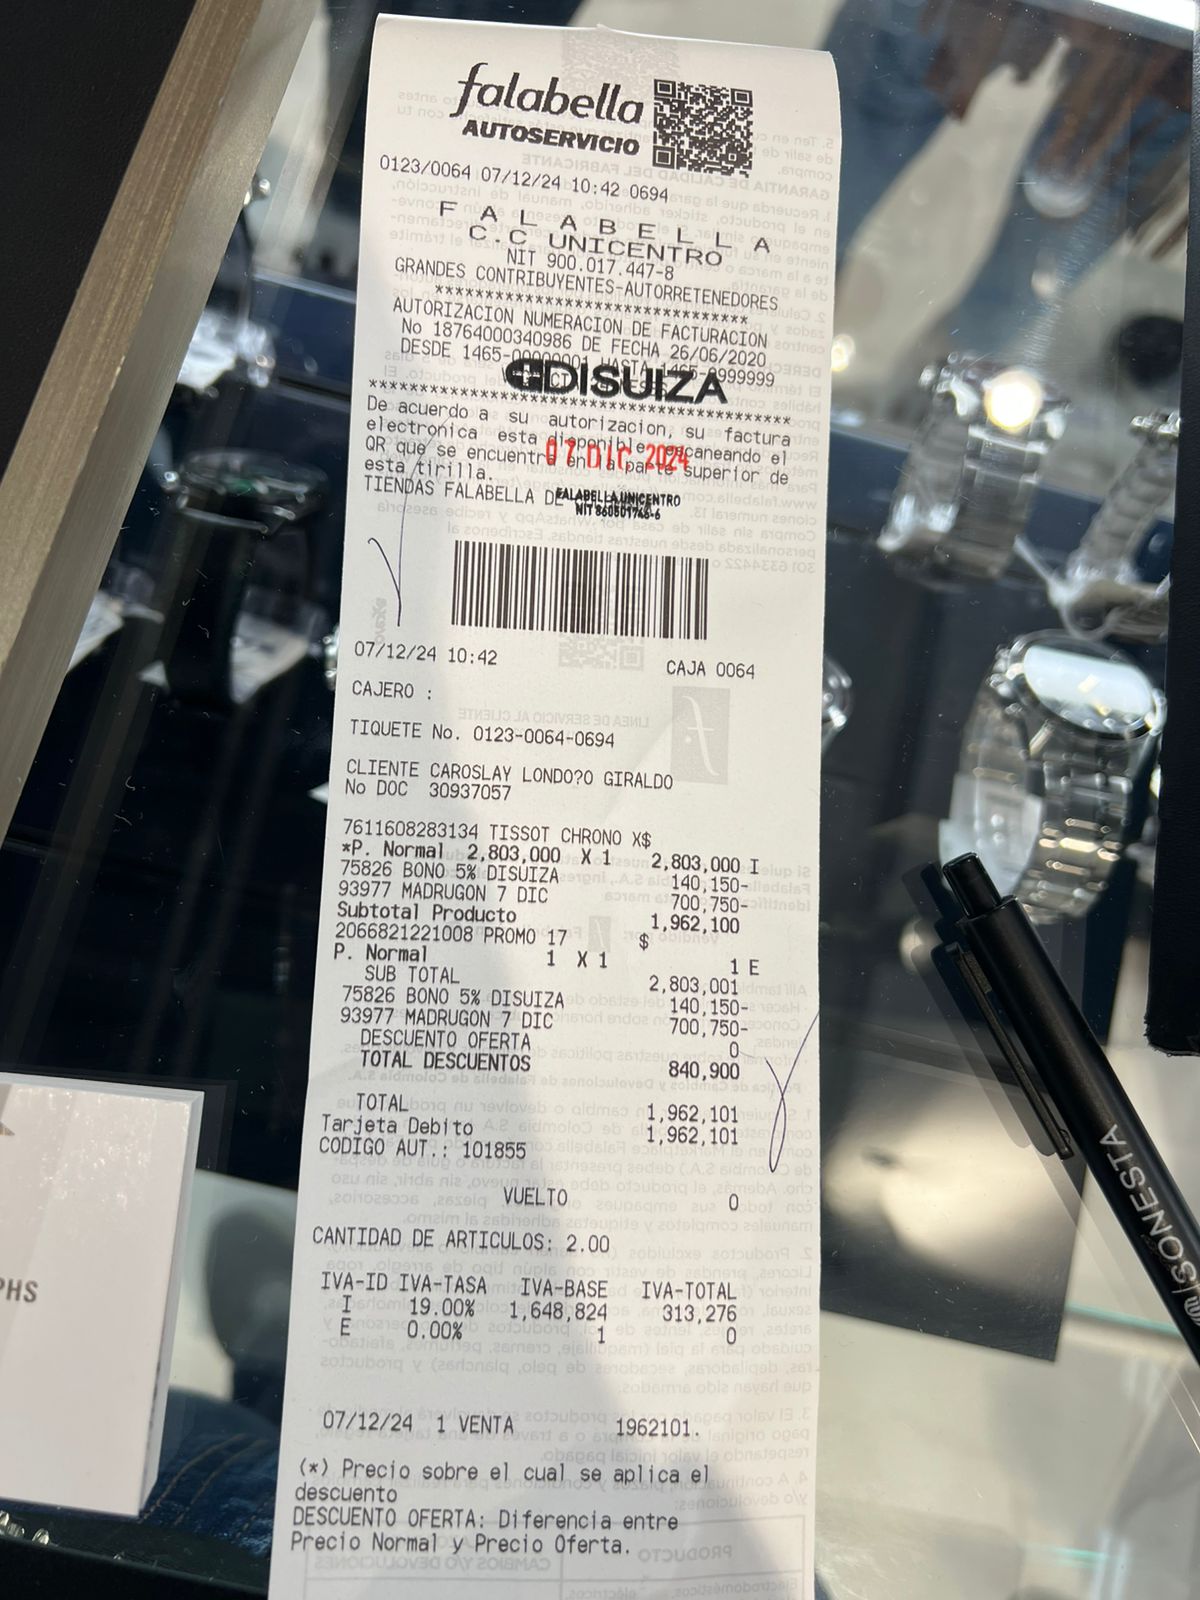 falabella
AUTOSERVICIO
0123/0064 07/12/24 10:42 0694
F A L A B E L L A
C.C UNICENTRO
NIT 900.017.447-8
GRANDES CONTRIBUYENTES-AUTORRETENEDORES
*******************************
AUTORIZACION NUMERACION DE FACTURACION
No 18764000340986 DE FECHA 26/06/2020
DESDE 1465-00000001 HASTA 1465-9999999
DISUIZA
******************************************
De acuerdo a su autorizacion, su factura
electronica esta disponible escaneando el
QR que se encuentra en la parte superior de
esta tirilla.
07 DIC 2024
TIENDAS FALABELLA DE
FALABELLA UNICENTRO
NIT 860501746-6
07/12/24 10:42 CAJA 0064
CAJERO :
TIQUETE No. 0123-0064-0694
CLIENTE CAROSLAY LONDO?O GIRALDO
No DOC 30937057
7611608283134 TISSOT CHRONO X$
*P. Normal 2,803,000 X 1 2,803,000 I
75826 BONO 5% DISUIZA 140,150-
93977 MADRUGON 7 DIC 700,750-
Subtotal Producto 1,962,100
2066821221008 PROMO 17 $
P. Normal 1 X 1 1 E
SUB TOTAL 2,803,001
75826 BONO 5% DISUIZA 140,150-
93977 MADRUGON 7 DIC 700,750-
DESCUENTO OFERTA 0
TOTAL DESCUENTOS 840,900
TOTAL 1,962,101
Tarjeta Debito 1,962,101
CODIGO AUT.: 101855
VUELTO 0
CANTIDAD DE ARTICULOS: 2.00
IVA-ID IVA-TASA IVA-BASE IVA-TOTAL
I 19.00% 1,648,824 313,276
E 0.00% 1 0
07/12/24 1 VENTA 1962101.
(*) Precio sobre el cual se aplica el
descuento
DESCUENTO OFERTA: Diferencia entre
Precio Normal y Precio Oferta.
PHS
SONESTA